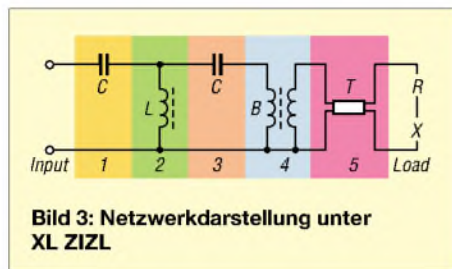 C
L
C
B
T
R
X
Input 1 2 3 4 5 Load
Bild 3: Netzwerkdarstellung unter
XL ZIZL